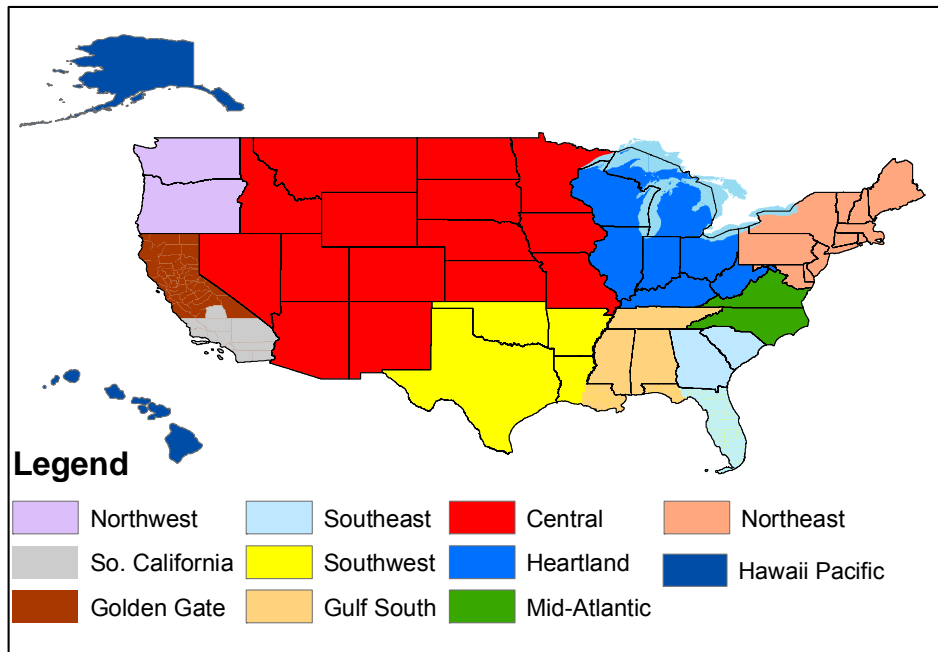 Legend
Northwest Southeast Central Northeast
So. California Southwest Heartland Hawaii Pacific
Golden Gate Gulf South Mid-Atlantic